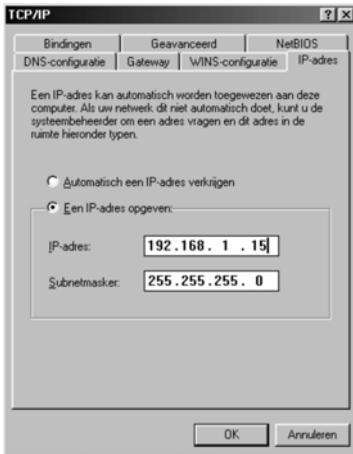 TCP/IP
Bindingen Geavanceerd NetBIOS
DNS-configuratie Gateway WINS-configuratie IP-adres
Een IP-adres kan automatisch worden toegewezen aan deze
computer. Als uw netwerk dit niet automatisch doet, kunt u de
systeembeheerder om een adres vragen en dit adres in de
ruimte hieronder typen.
Automatisch een IP-adres verkrijgen
Een IP-adres opgeven:
IP-adres: 192.168. 1 .15
Subnetmasker: 255.255.255. 0
OK Annuleren